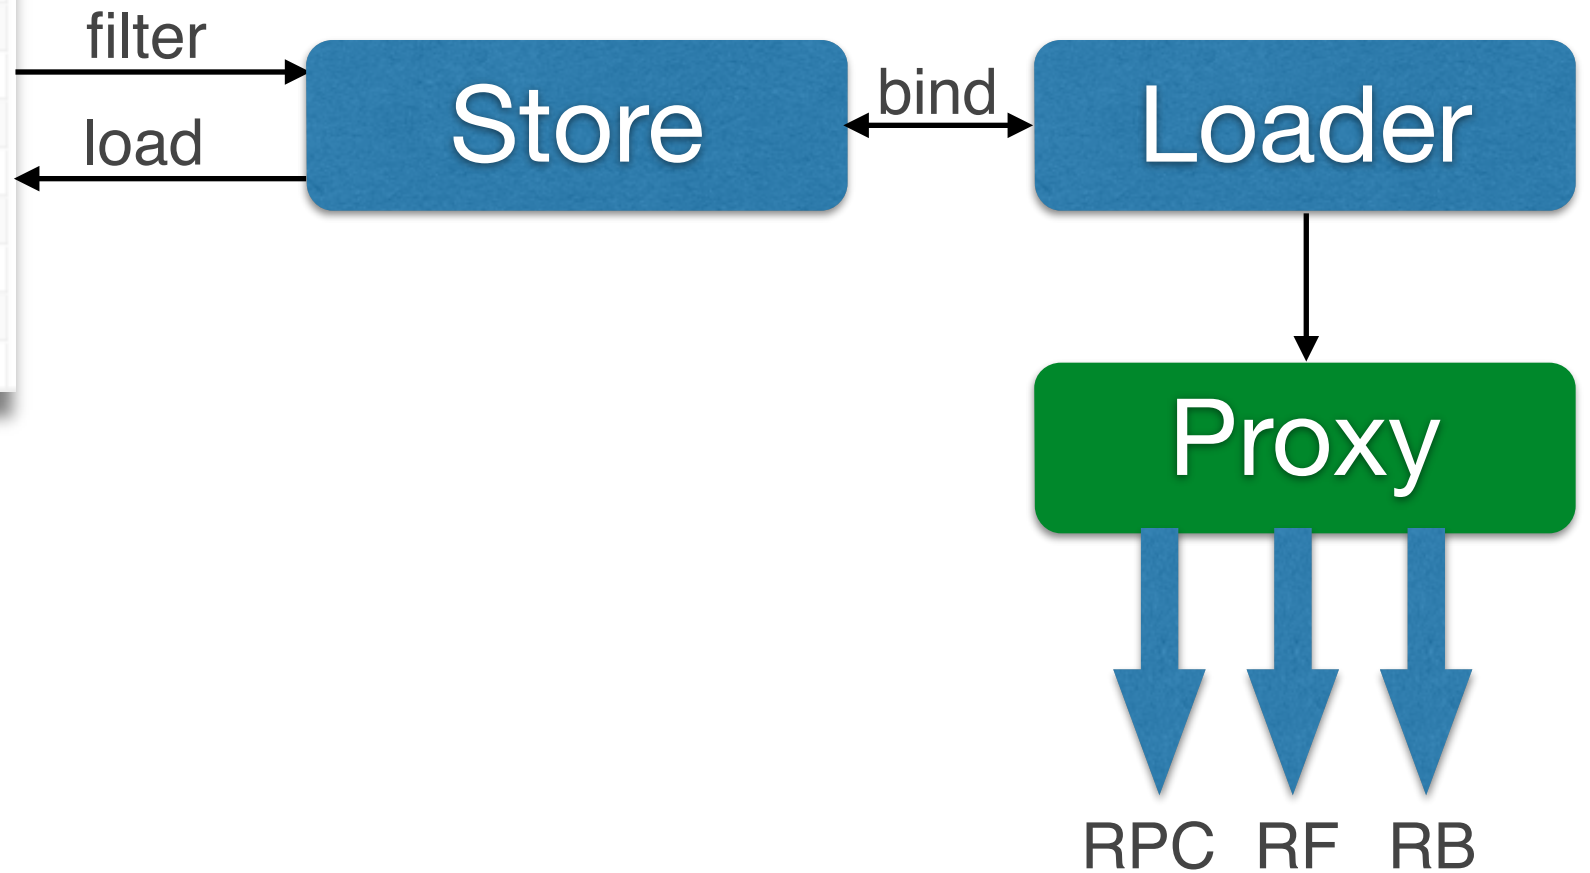 filter
load
Store
bind
Loader
Proxy
RPC RF RB